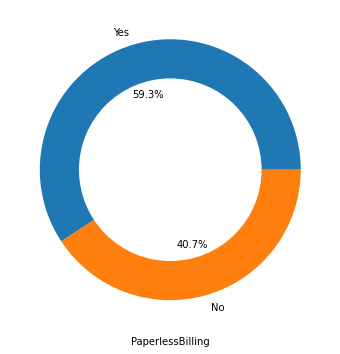 Yes
59.3%
40.7%
No
PaperlessBilling